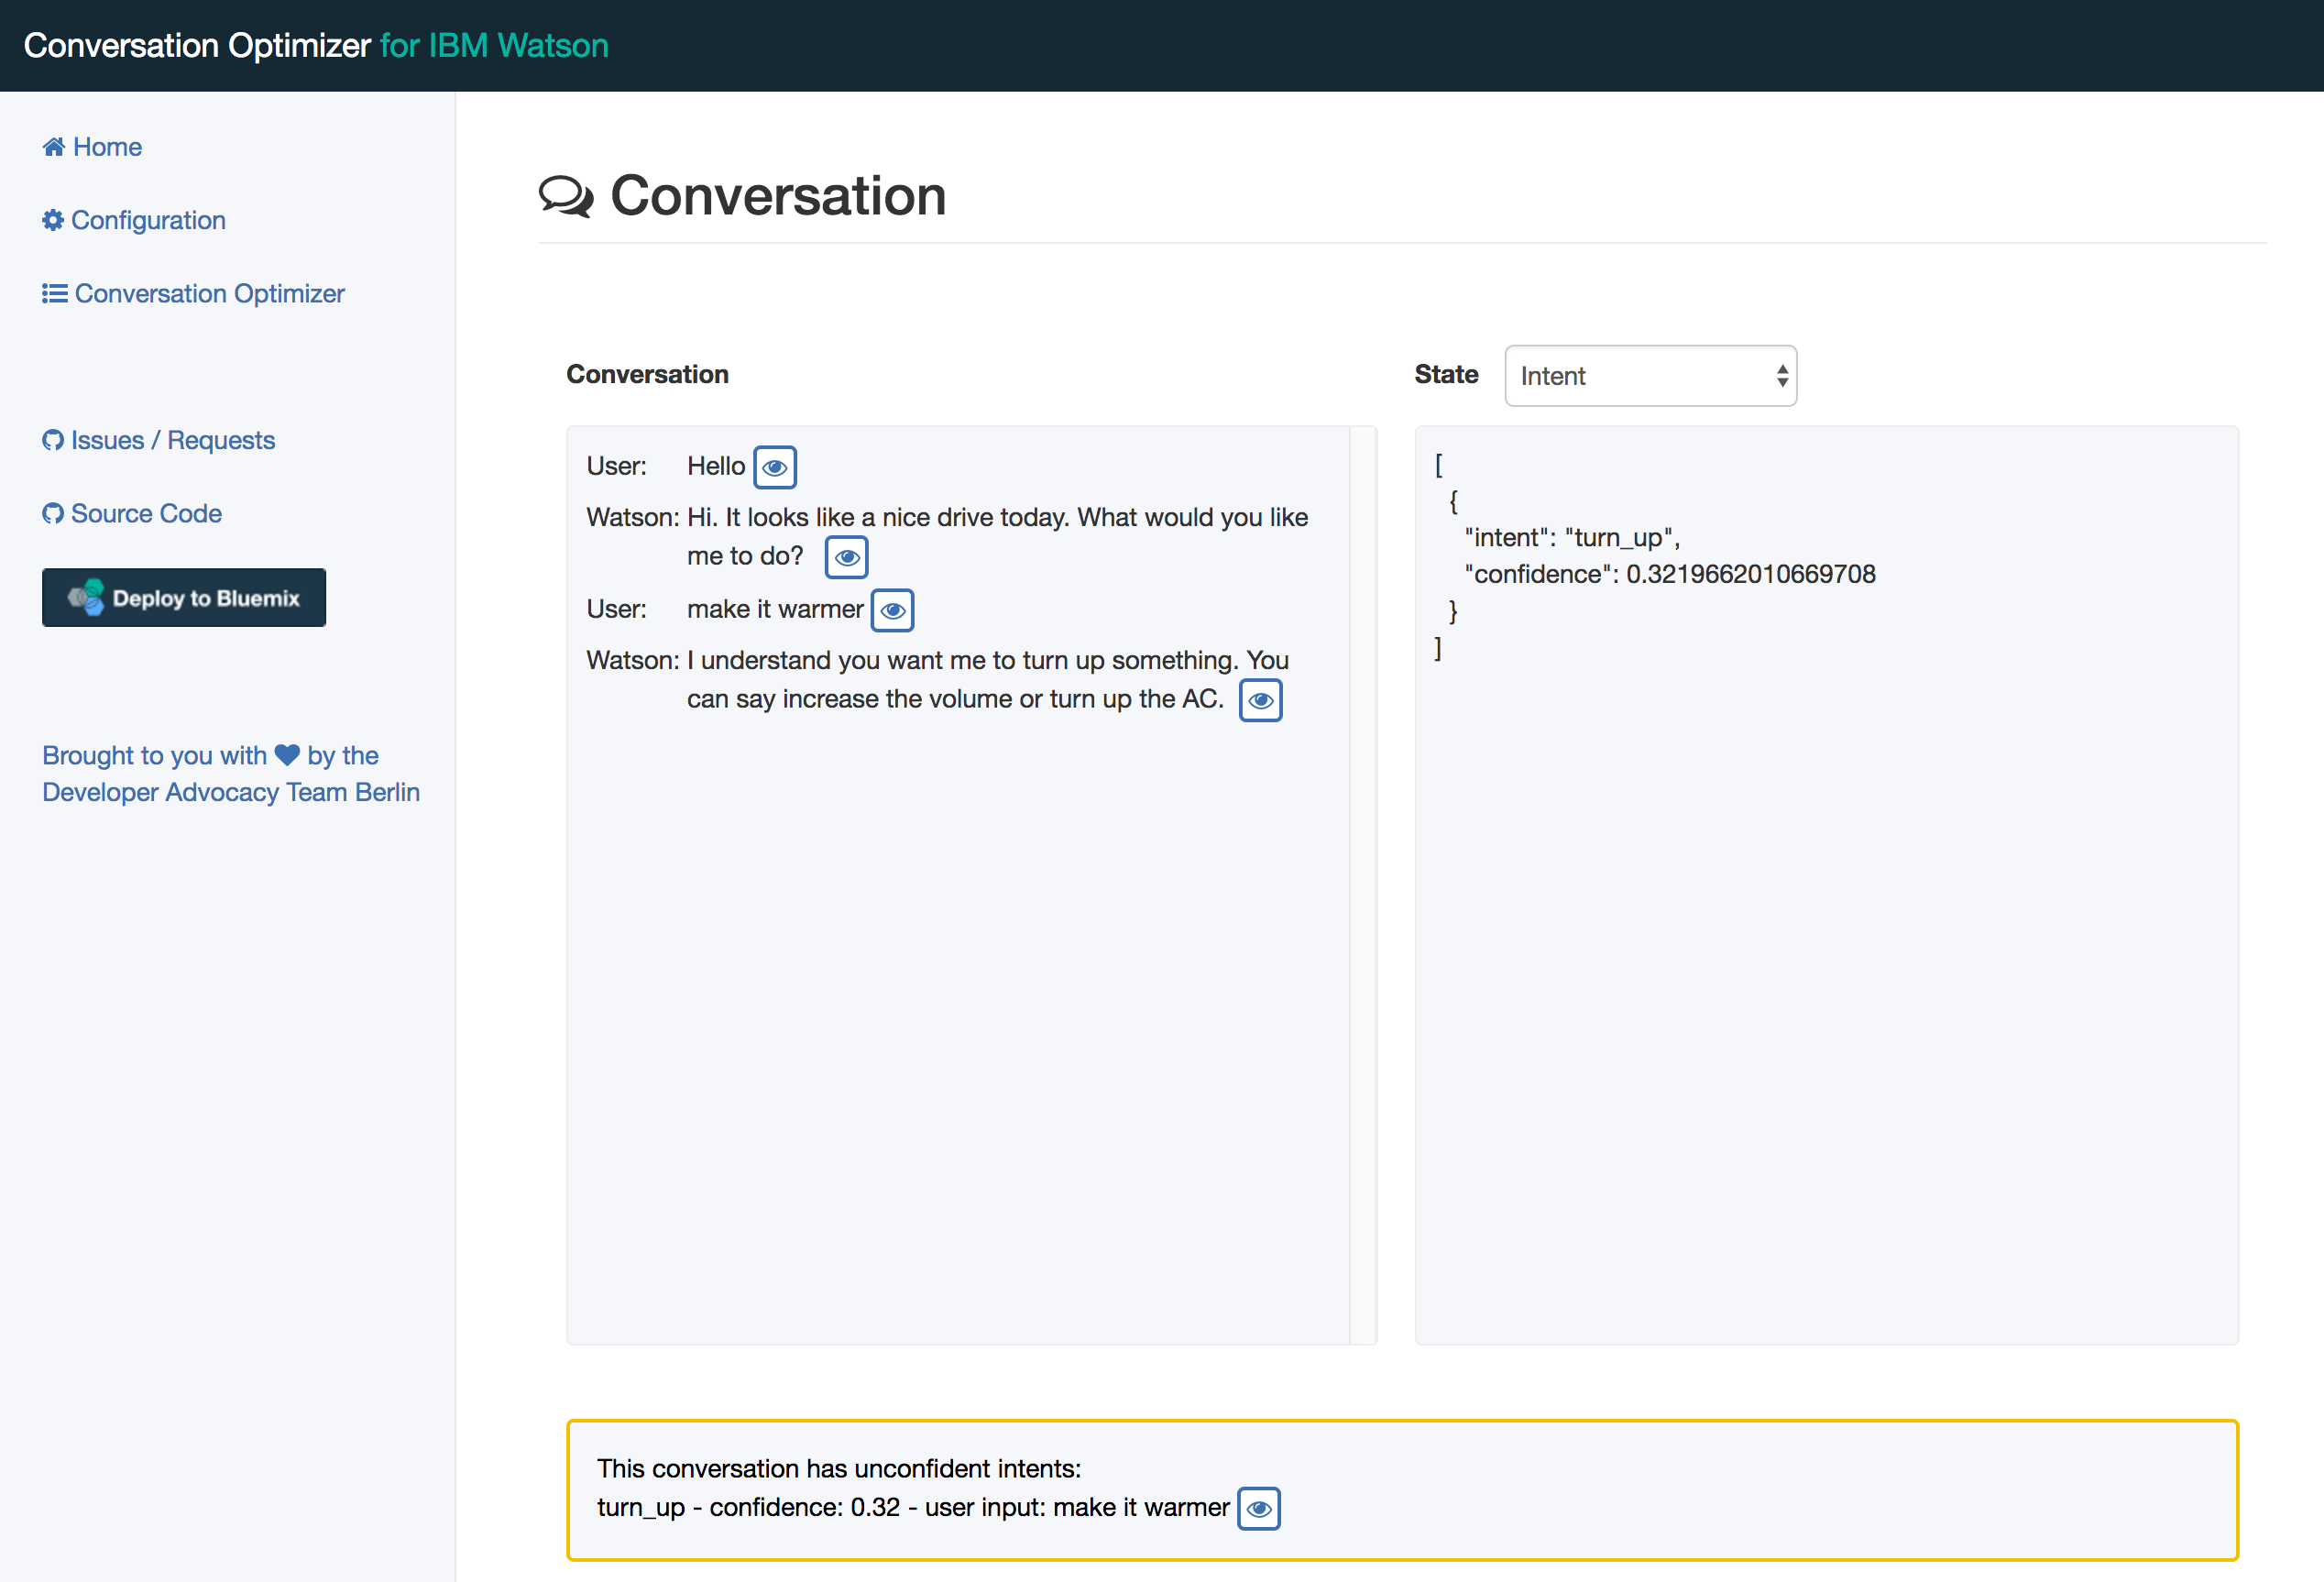 Conversation Optimizer for IBM Watson
Home
Configuration
Conversation Optimizer
Issues / Requests
Source Code
Deploy to Bluemix
Brought to you with by the
Developer Advocacy Team Berlin
Conversation
Conversation
User: Hello
Watson: Hi. It looks like a nice drive today. What would you like
me to do?
User: make it warmer
Watson: I understand you want me to turn up something. You
can say increase the volume or turn up the AC.
State Intent
[
{
"intent": "turn_up",
"confidence": 0.3219662010669708
}
]
This conversation has unconfident intents:
turn_up - confidence: 0.32 - user input: make it warmer